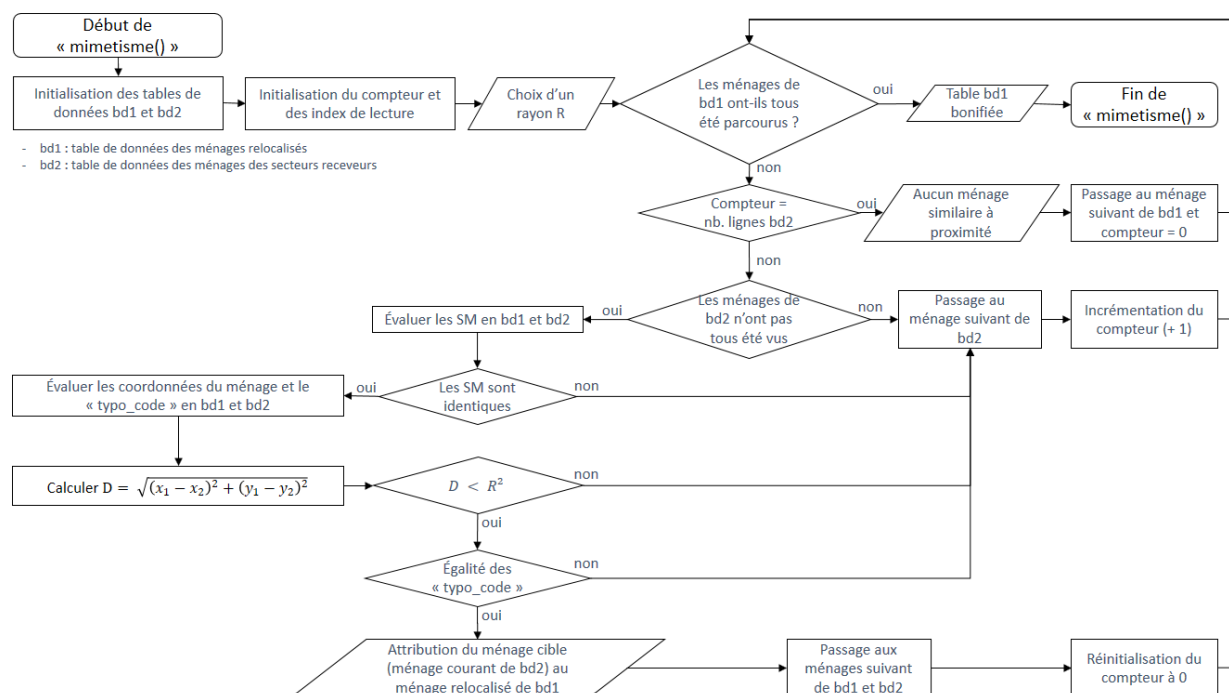 Début de
« mimetisme() »
Initialisation des tables de
données bd1 et bd2
Initialisation du compteur et
des index de lecture
Choix d'un
rayon R
Les ménages de
bd1 ont-ils tous
été parcourus ?
oui
Table bd1
bonifiée
Fin de
« mimetisme() »
- bd1 : table de données des ménages relocalisés
- bd2 : table de données des ménages des secteurs receveurs
non
Compteur =
nb. lignes bd2
oui
Aucun ménage
similaire à
proximité
Passage au ménage
suivant de bd1 et
compteur = 0
non
Les ménages de
bd2 n'ont pas
tous été vus
oui
non
Évaluer les SM en bd1 et bd2
Passage au
ménage suivant de
bd2
Incrémentation du
compteur (+ 1)
Les SM sont
identiques
oui
non
Évaluer les coordonnées du ménage et le
« typo_code » en bd1 et bd2
Calculer D = √(x₁ − x₂)² + (y₁ − y₂)²
D < R²
non
oui
Égalité des
« typo_code »
non
oui
Attribution du ménage cible
(ménage courant de bd2) au
ménage relocalisé de bd1
Passage aux
ménages suivant
de bd1 et bd2
Réinitialisation du
compteur à 0